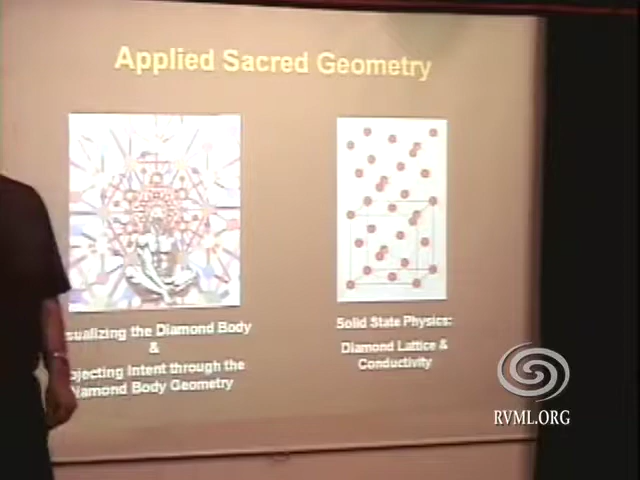 Applied Sacred Geometry
sualizing the Diamond Body
&
ojecting Intent through the
iamond Body Geometry
Solid State Physics:
Diamond Lattice &
Conductivity
RVML.ORG